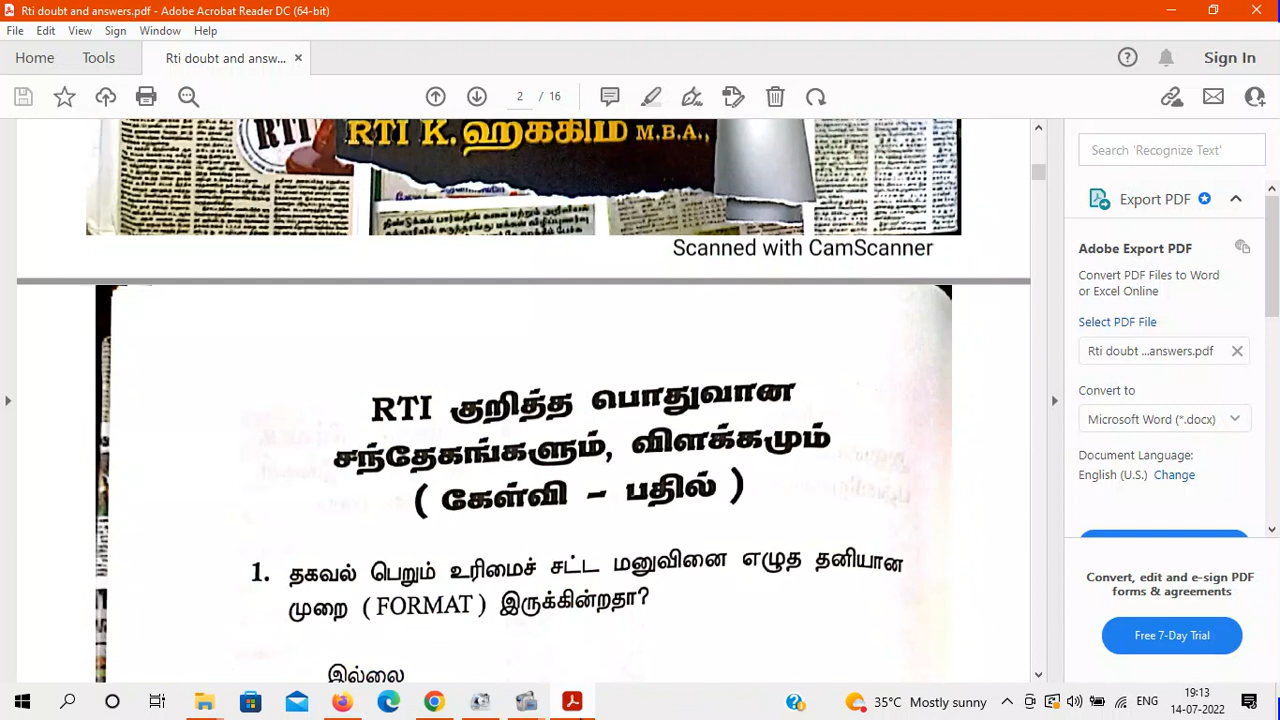 Rti doubt and answers.pdf - Adobe Acrobat Reader DC (64-bit)
File Edit View Sign Window Help
Home Tools Rti doubt and answ... Sign In
2 / 16
RTI
RTI K.ஹக்கிம் M.B.A.,
Scanned with CamScanner
RTI குறித்த பொதுவான
சந்தேகங்களும், விளக்கமும்
( கேள்வி – பதில் )
1. தகவல் பெறும் உரிமைச் சட்ட மனுவினை எழுத தனியான
முறை ( FORMAT ) இருக்கின்றதா?
இல்லை
Search 'Recognize Text'
Export PDF
Adobe Export PDF
Convert PDF Files to Word
or Excel Online
Select PDF File
Rti doubt ...answers.pdf
Convert to
Microsoft Word (*.docx)
Document Language:
English (U.S.) Change
Convert, edit and e-sign PDF
forms & agreements
Free 7-Day Trial
35°C Mostly sunny ENG 19:13
14-07-2022